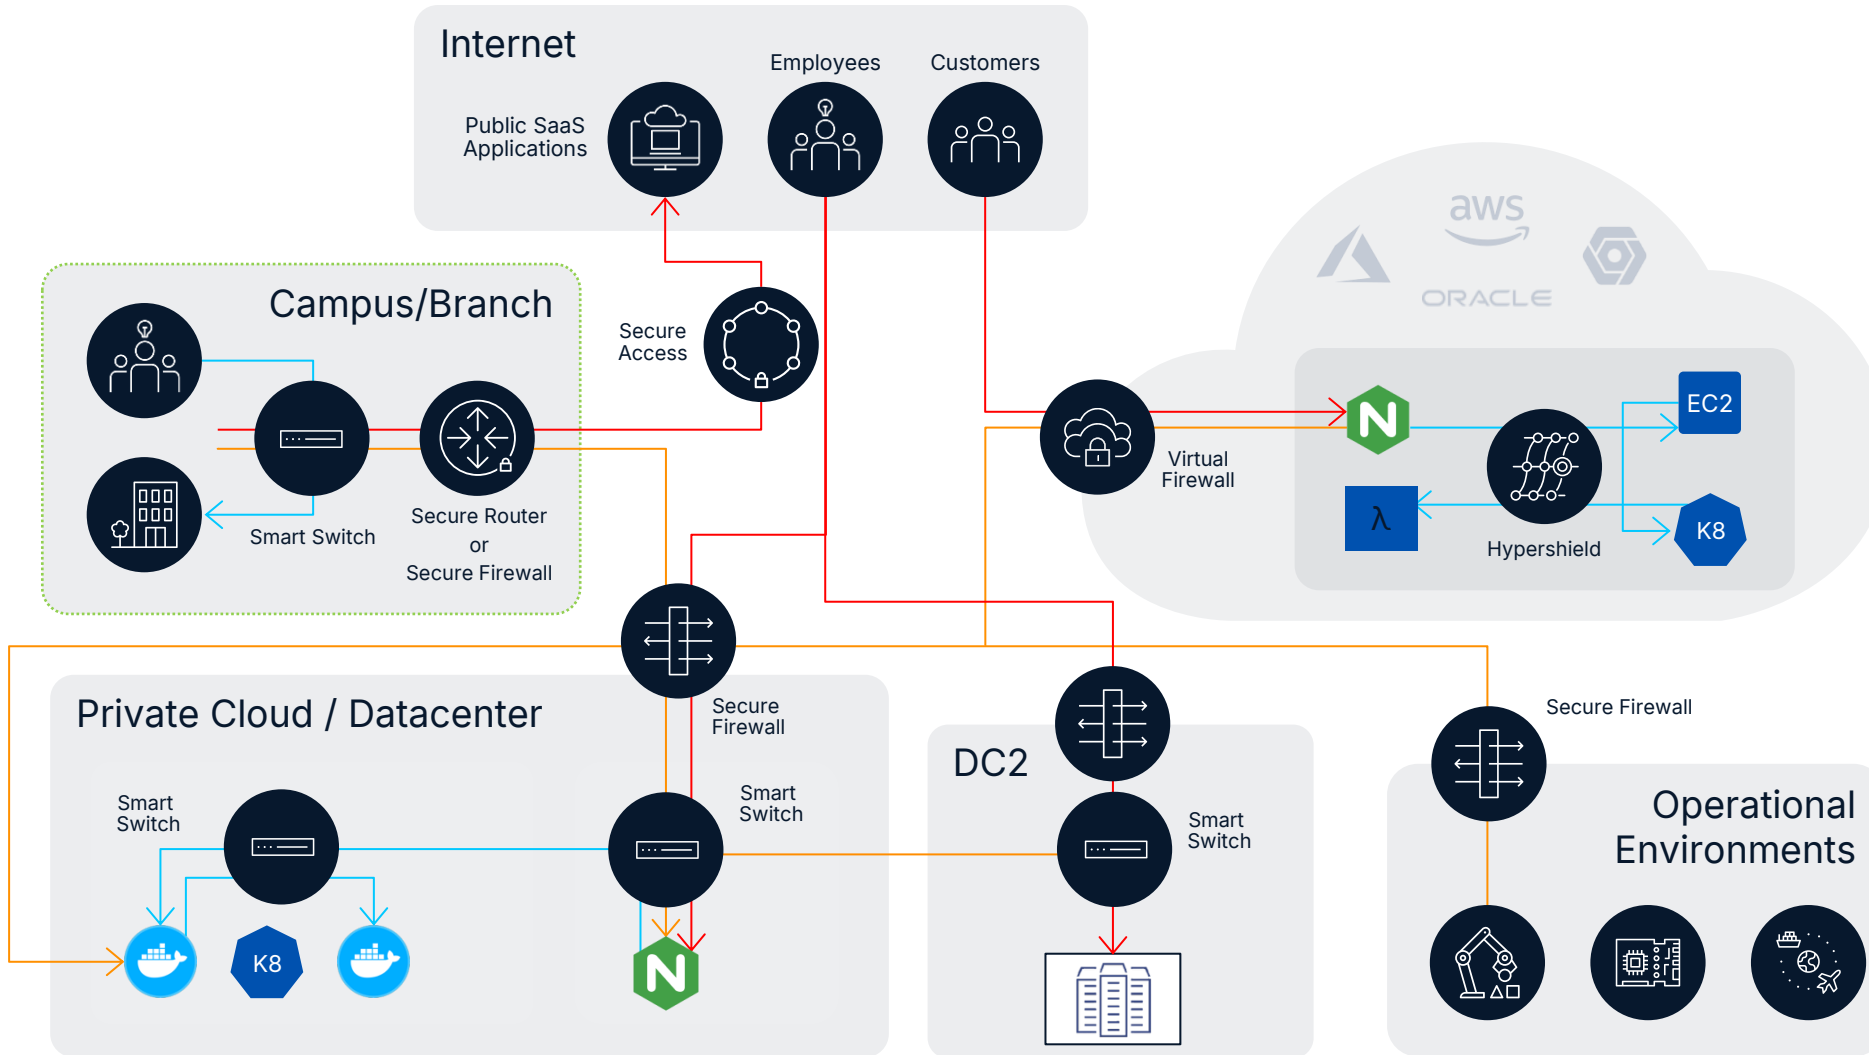 Internet
Employees
Customers
Public SaaS
Applications
aws
ORACLE
Campus/Branch
Secure
Access
Smart Switch
Secure Router
or
Secure Firewall
Virtual
Firewall
N
EC2
λ
Hypershield
K8
Private Cloud / Datacenter
Secure
Firewall
Smart
Switch
Smart
Switch
K8
N
DC2
Smart
Switch
Secure Firewall
Operational
Environments